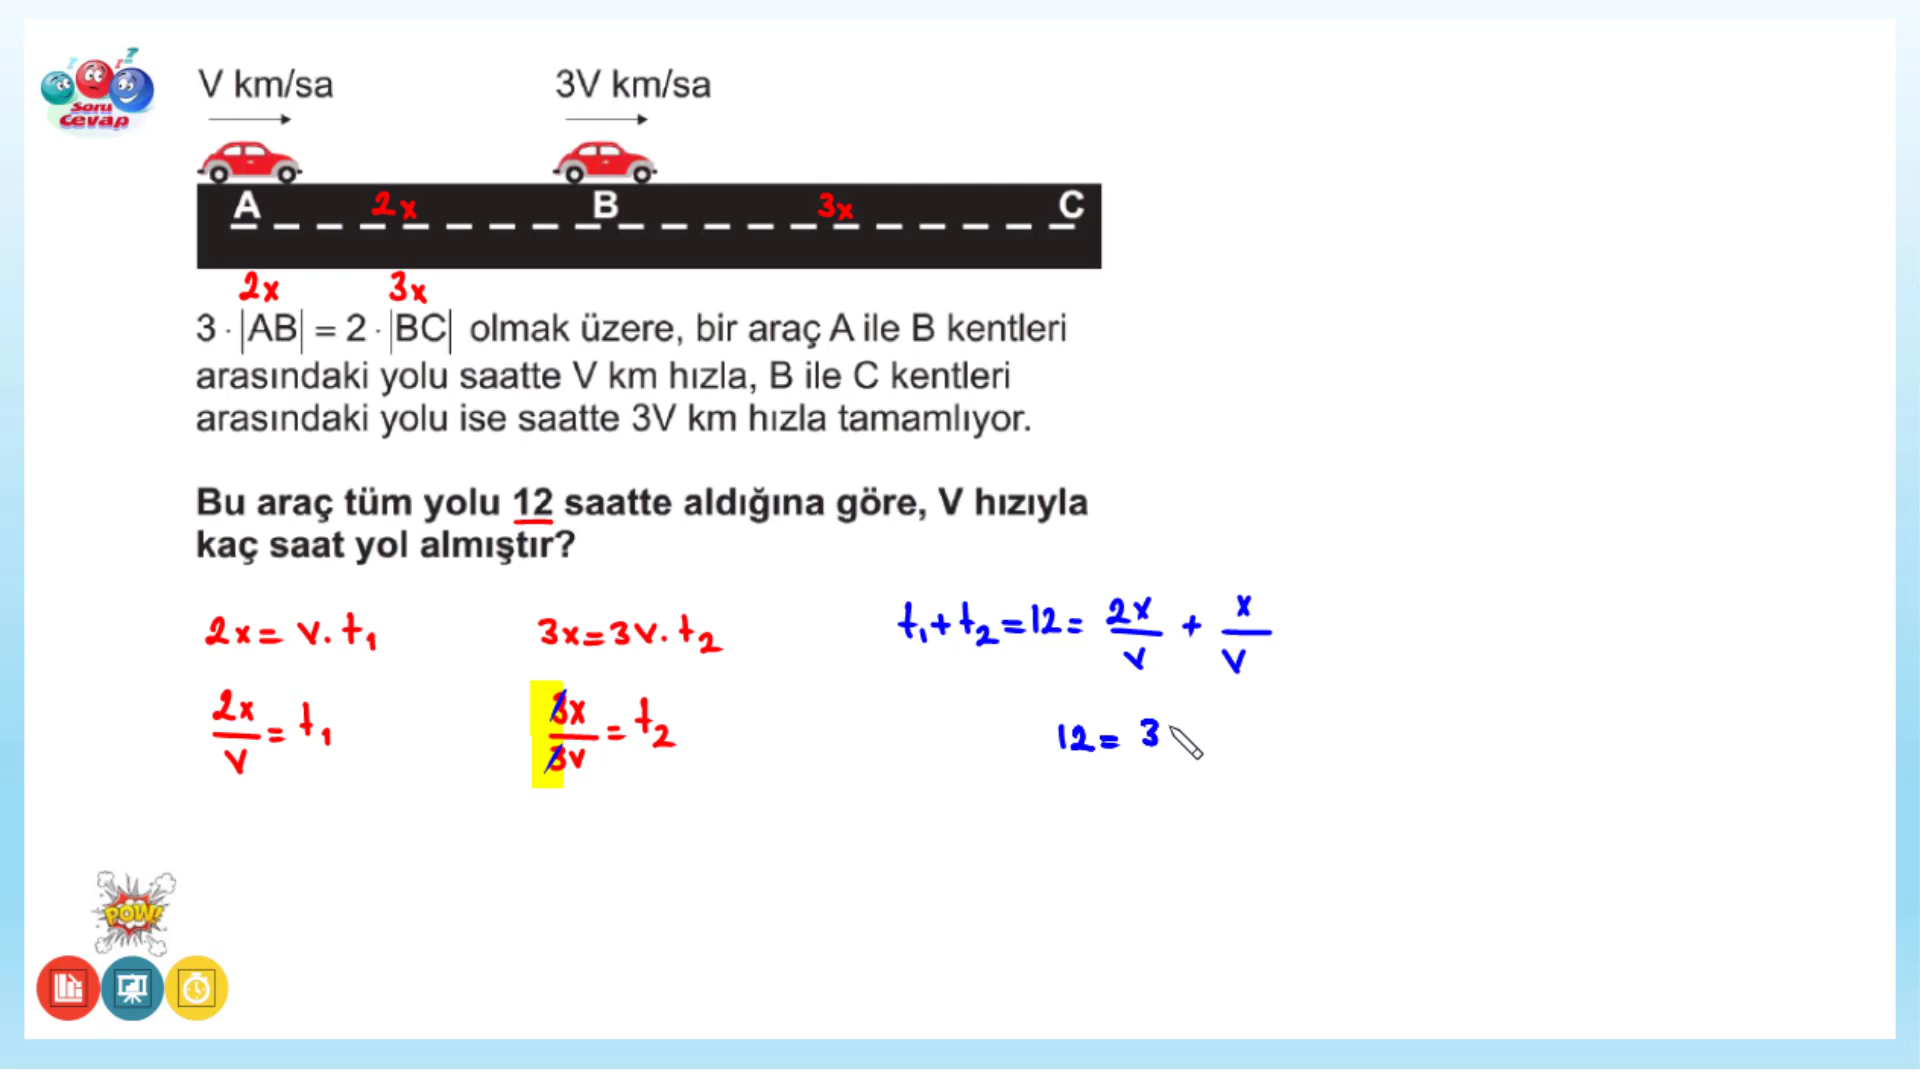 Soru
Cevap
V km/sa 3V km/sa
A 2x B 3x C
2x 3x
3 · |AB| = 2 · |BC| olmak üzere, bir araç A ile B kentleri
arasındaki yolu saatte V km hızla, B ile C kentleri
arasındaki yolu ise saatte 3V km hızla tamamlıyor.
Bu araç tüm yolu 12 saatte aldığına göre, V hızıyla
kaç saat yol almıştır?
2x = v.t₁ 3x = 3v.t₂ t₁ + t₂ = 12 = 2x/v + x/v
2x/v = t₁ 3x/3v = t₂ 12 = 3
POW!